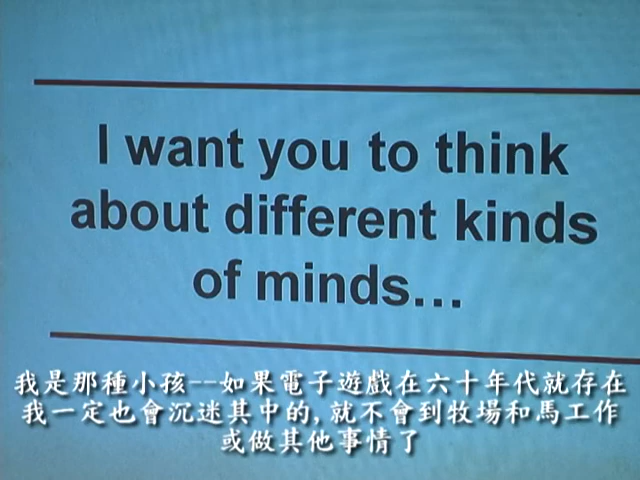 I want you to think
about different kinds
of minds...
我是那種小孩--如果電子遊戲在六十年代就存在
我一定也會沉迷其中的,就不會到牧場和馬工作
或做其他事情了